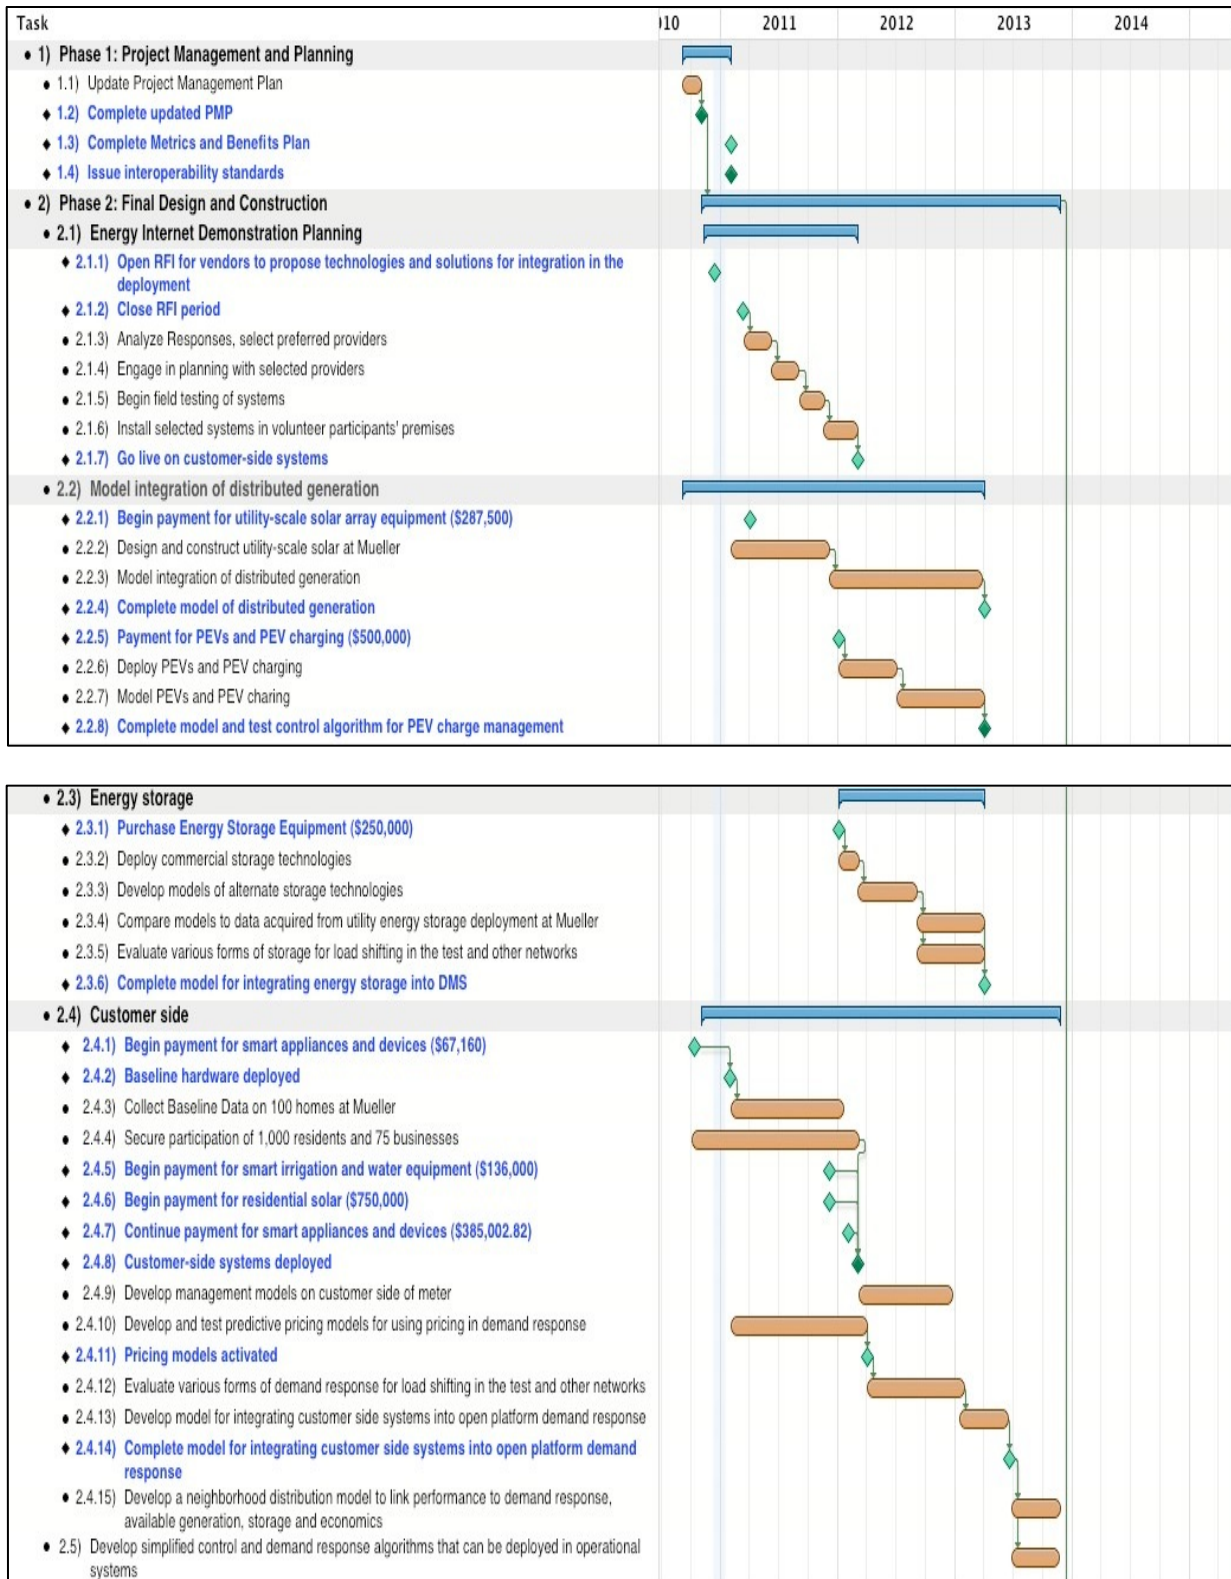 Task 010 2011 2012 2013 2014
1) Phase 1: Project Management and Planning
1.1) Update Project Management Plan
1.2) Complete updated PMP
1.3) Complete Metrics and Benefits Plan
1.4) Issue interoperability standards
2) Phase 2: Final Design and Construction
2.1) Energy Internet Demonstration Planning
2.1.1) Open RFI for vendors to propose technologies and solutions for integration in the
deployment
2.1.2) Close RFI period
2.1.3) Analyze Responses, select preferred providers
2.1.4) Engage in planning with selected providers
2.1.5) Begin field testing of systems
2.1.6) Install selected systems in volunteer participants' premises
2.1.7) Go live on customer-side systems
2.2) Model integration of distributed generation
2.2.1) Begin payment for utility-scale solar array equipment ($287,500)
2.2.2) Design and construct utility-scale solar at Mueller
2.2.3) Model integration of distributed generation
2.2.4) Complete model of distributed generation
2.2.5) Payment for PEVs and PEV charging ($500,000)
2.2.6) Deploy PEVs and PEV charging
2.2.7) Model PEVs and PEV charing
2.2.8) Complete model and test control algorithm for PEV charge management
2.3) Energy storage
2.3.1) Purchase Energy Storage Equipment ($250,000)
2.3.2) Deploy commercial storage technologies
2.3.3) Develop models of alternate storage technologies
2.3.4) Compare models to data acquired from utility energy storage deployment at Mueller
2.3.5) Evaluate various forms of storage for load shifting in the test and other networks
2.3.6) Complete model for integrating energy storage into DMS
2.4) Customer side
2.4.1) Begin payment for smart appliances and devices ($67,160)
2.4.2) Baseline hardware deployed
2.4.3) Collect Baseline Data on 100 homes at Mueller
2.4.4) Secure participation of 1,000 residents and 75 businesses
2.4.5) Begin payment for smart irrigation and water equipment ($136,000)
2.4.6) Begin payment for residential solar ($750,000)
2.4.7) Continue payment for smart appliances and devices ($385,002.82)
2.4.8) Customer-side systems deployed
2.4.9) Develop management models on customer side of meter
2.4.10) Develop and test predictive pricing models for using pricing in demand response
2.4.11) Pricing models activated
2.4.12) Evaluate various forms of demand response for load shifting in the test and other networks
2.4.13) Develop model for integrating customer side systems into open platform demand response
2.4.14) Complete model for integrating customer side systems into open platform demand
response
2.4.15) Develop a neighborhood distribution model to link performance to demand response,
available generation, storage and economics
2.5) Develop simplified control and demand response algorithms that can be deployed in operational
systems